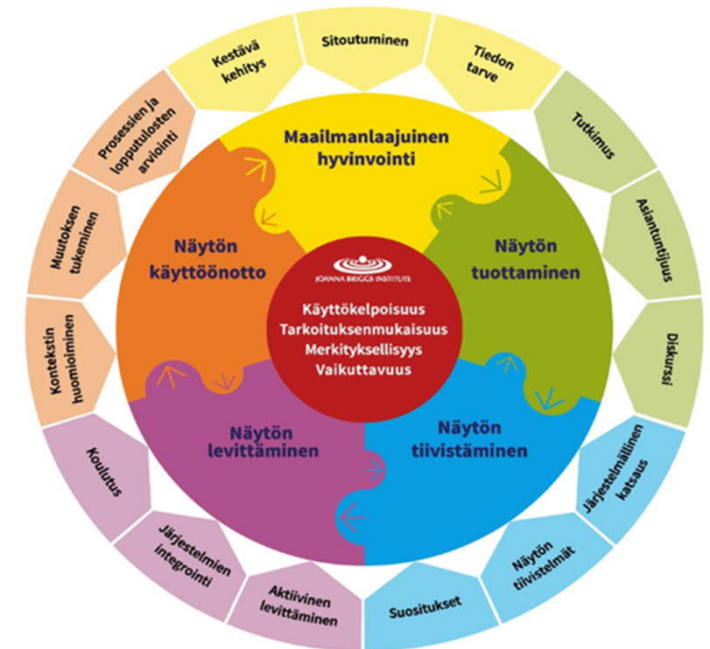 Kestävä
kehitys
Sitoutuminen
Tiedon
tarve
Tutkimus
Asiantuntijuus
Diskurssi
Järjestelmällinen
katsaus
Näytön
tiivistelmät
Suositukset
Aktiivinen
levittäminen
Järjestelmien
integrointi
Koulutus
Kontekstin
huomioiminen
Muutoksen
tukeminen
Prosessien ja
lopputulosten
arviointi
Maailmanlaajuinen
hyvinvointi
Näytön
tuottaminen
Näytön
tiivistäminen
Näytön
levittäminen
Näytön
käyttöönotto
JOANNA BRIGGS INSTITUTE
Käyttökelpoisuus
Tarkoituksenmukaisuus
Merkityksellisyys
Vaikuttavuus